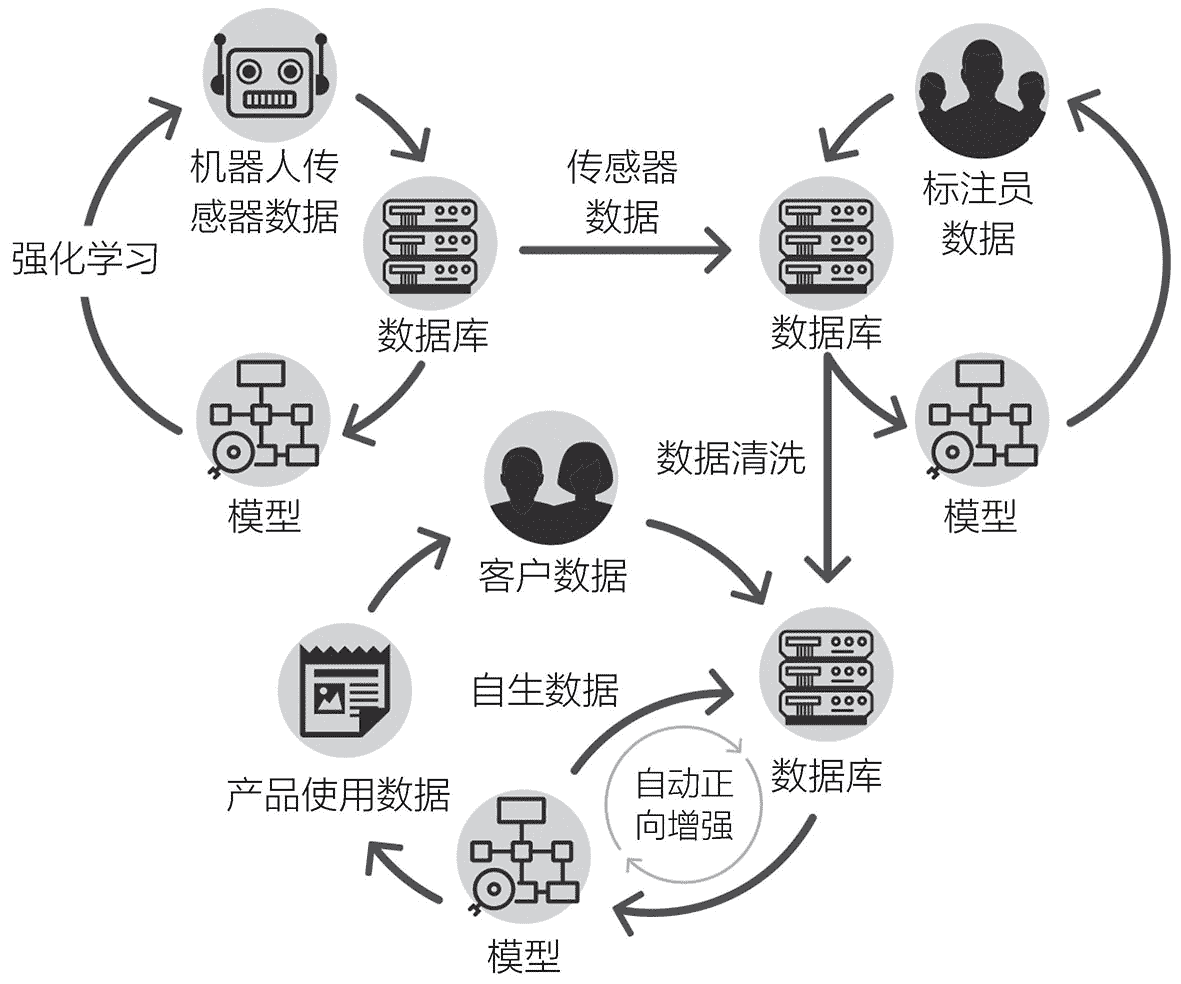 机器人传
感器数据
传感器
数据
标注员
数据
强化学习
数据库
数据库
模型
数据清洗
模型
客户数据
自生数据
产品使用数据
自动正
向增强
数据库
模型